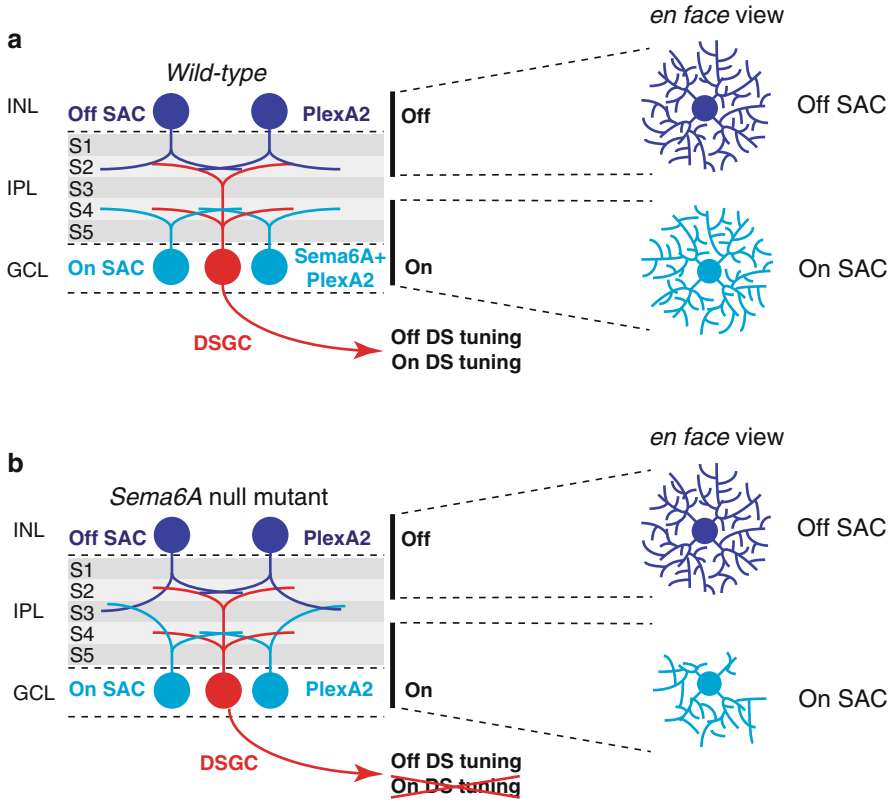 a
Wild-type
en face view
INL
Off SAC
PlexA2
Off
Off SAC
S1
S2
IPL
S3
S4
S5
GCL
On SAC
Sema6A+
PlexA2
On
On SAC
DSGC
Off DS tuning
On DS tuning
b
Sema6A null mutant
en face view
INL
Off SAC
PlexA2
Off
Off SAC
S1
S2
IPL
S3
S4
S5
GCL
On SAC
PlexA2
On
On SAC
DSGC
Off DS tuning
On DS tuning